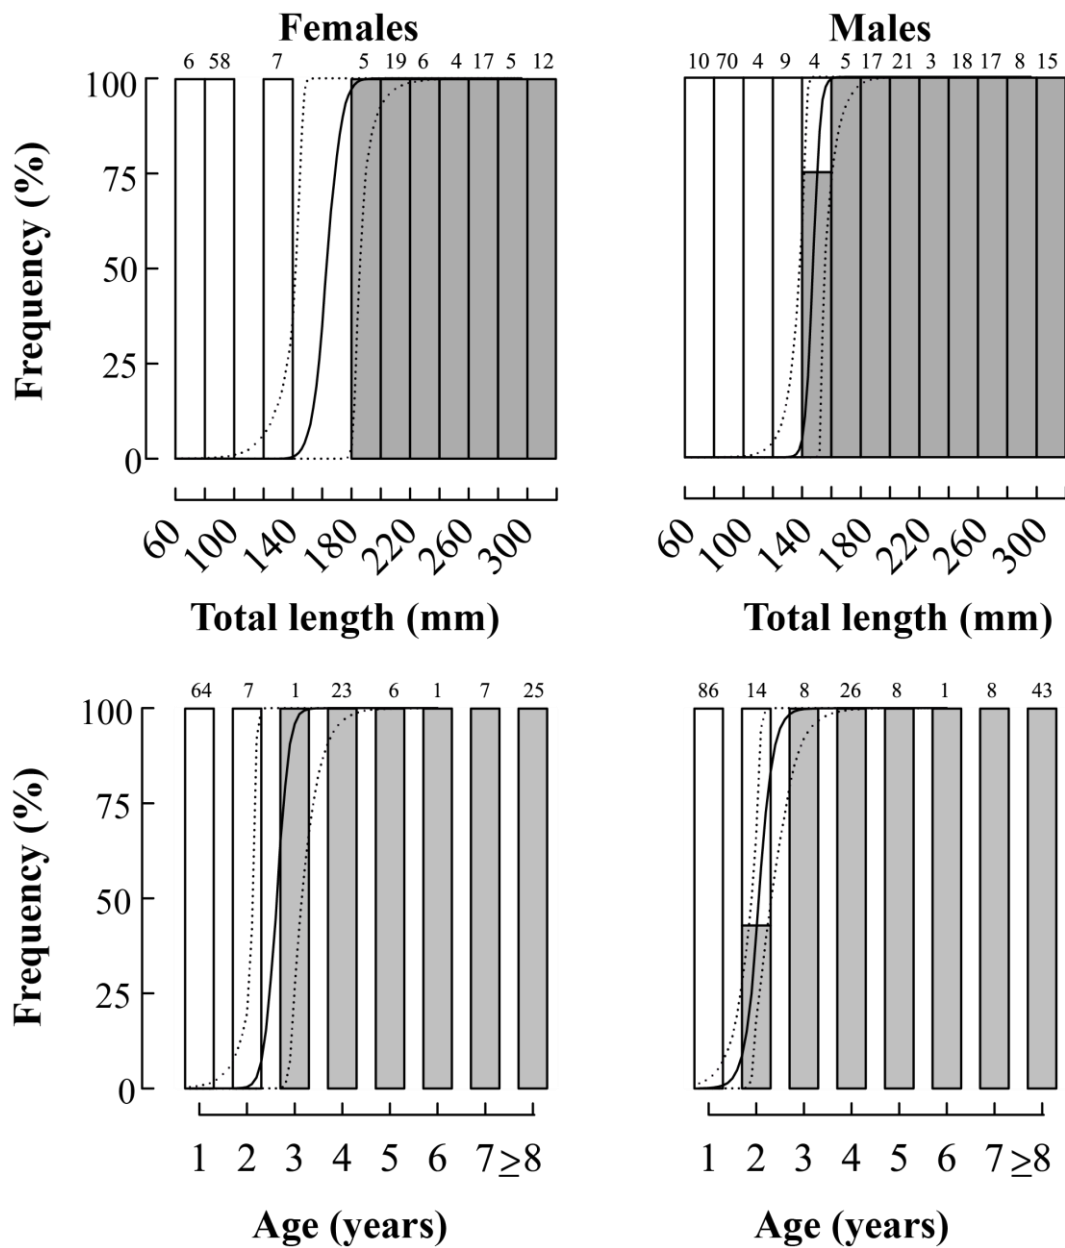 Females Males
6 58 7 5 19 6 4 17 5 12 10 70 4 9 4 5 17 21 3 18 17 8 15
100
75
50
25
0
Frequency (%)
60 100 140 180 220 260 300 60 100 140 180 220 260 300
Total length (mm) Total length (mm)
64 7 1 23 6 1 7 25 86 14 8 26 8 1 8 43
100
75
50
25
0
Frequency (%)
1 2 3 4 5 6 7 ≥8 1 2 3 4 5 6 7 ≥8
Age (years) Age (years)